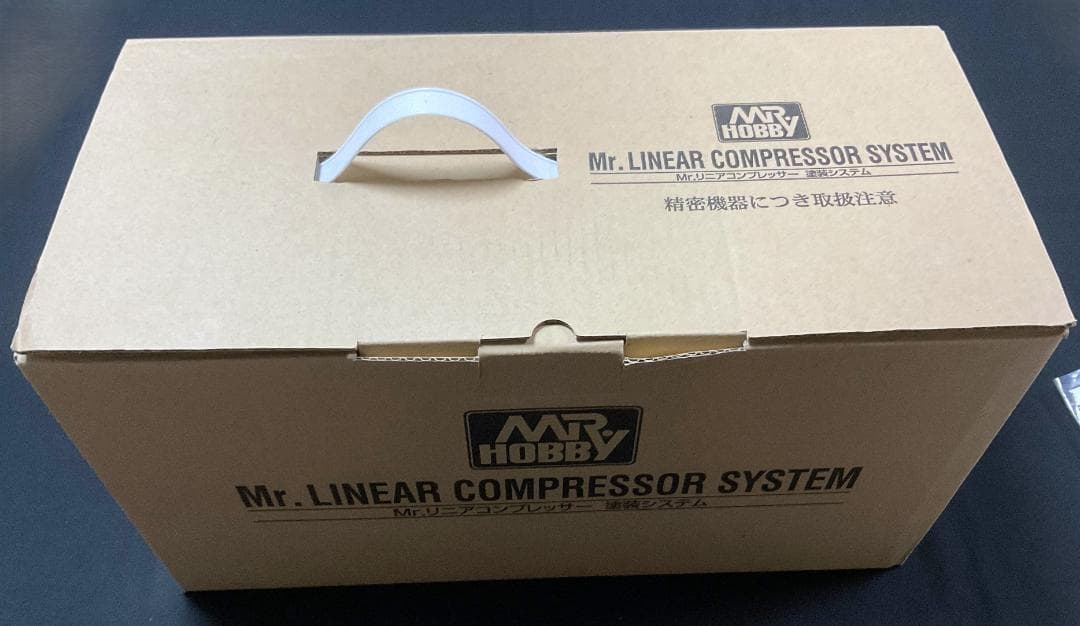 MR.
HOBBY
Mr. LINEAR COMPRESSOR SYSTEM
Mr.リニアコンプレッサー 塗装システム
精密機器につき取扱注意
MR.
HOBBY
Mr. LINEAR COMPRESSOR SYSTEM
Mr.リニアコンプレッサー 塗装システム